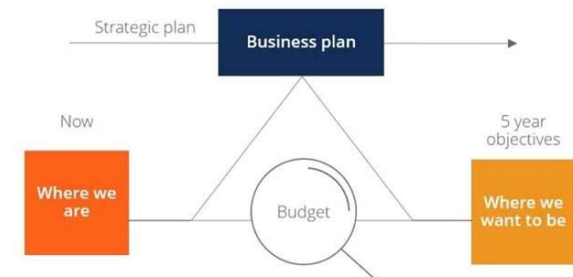 Strategic plan
Business plan
Now
5 year
objectives
Where we
are
Budget
Where we
want to be